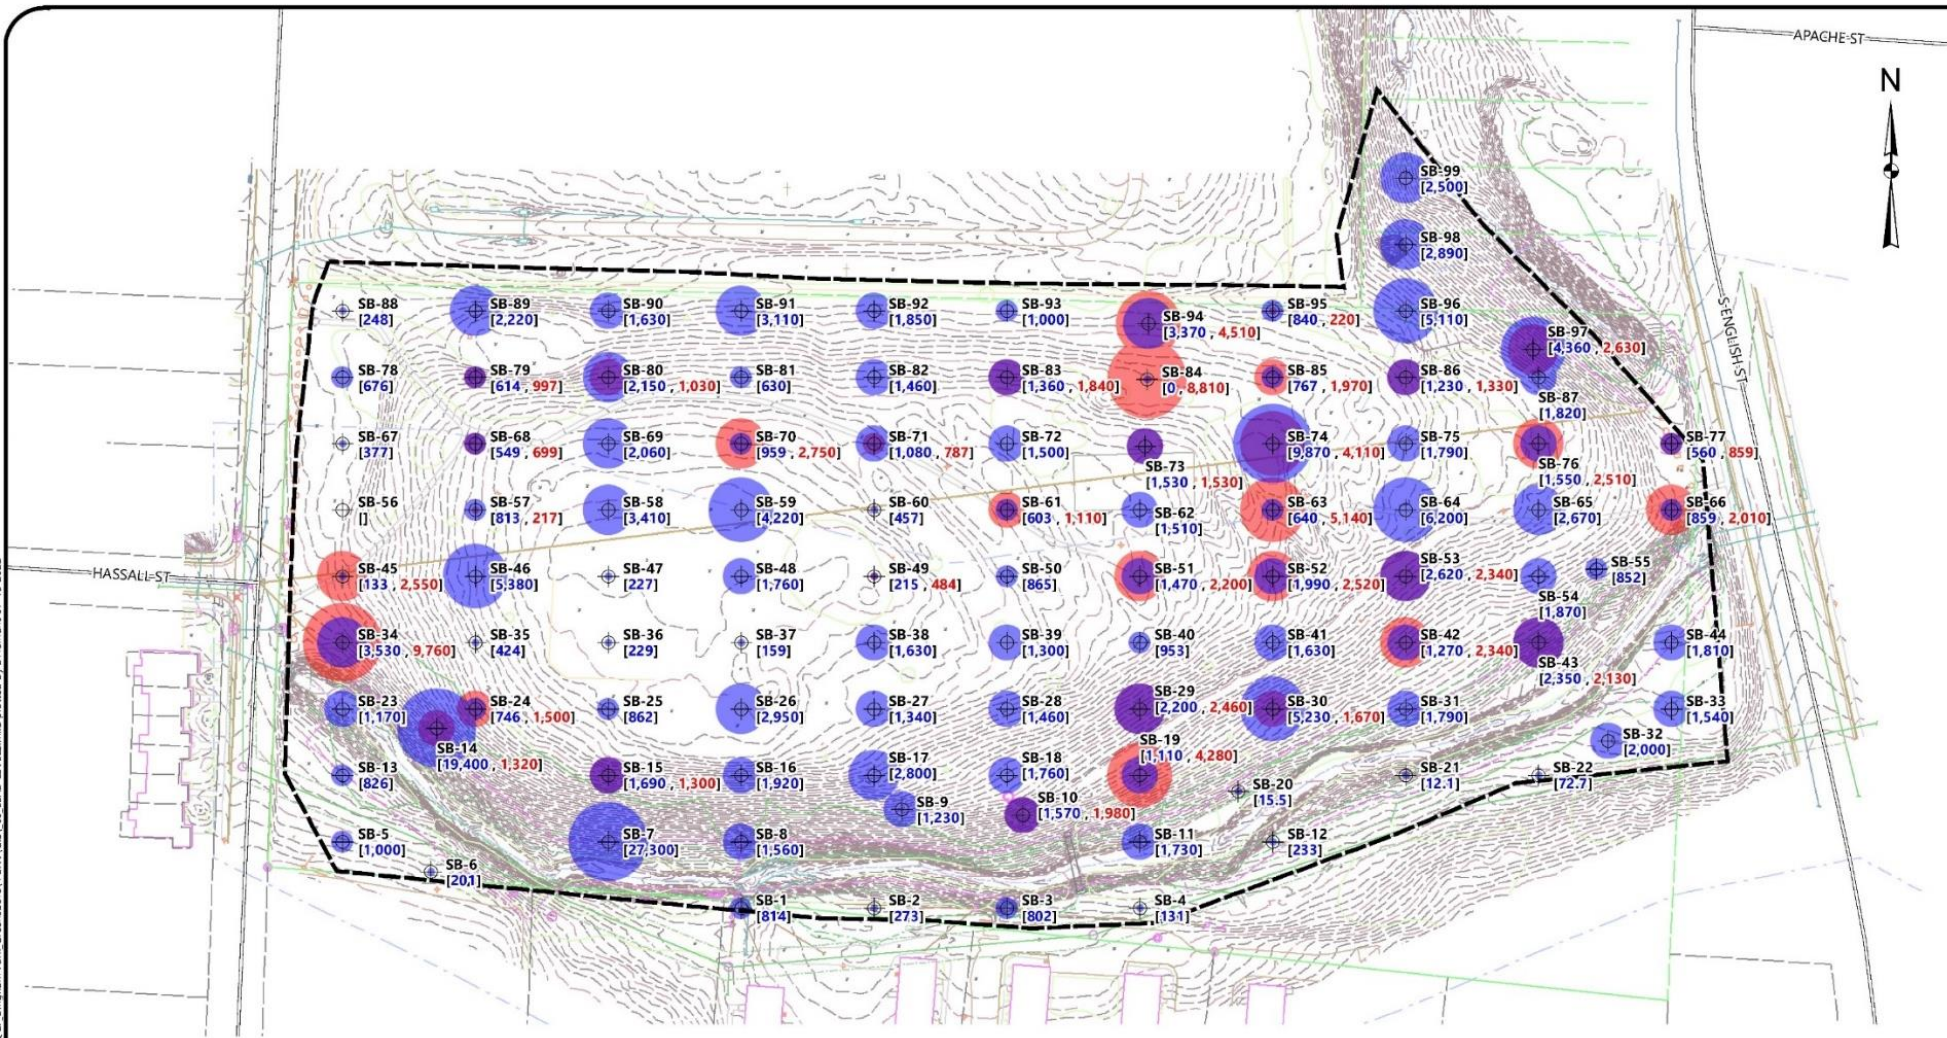 APACHE ST
N
SB-99
[2,500]
SB-98
[2,890]
S ENGLISH ST
SB-88
[248]
SB-89
[2,220]
SB-90
[1,630]
SB-91
[3,110]
SB-92
[1,850]
SB-93
[1,000]
SB-94
[3,370 , 4,510]
SB-95
[840 , 220]
SB-96
[5,110]
SB-97
[4,360 , 2,630]
SB-78
[676]
SB-79
[614 , 997]
SB-80
[2,150 , 1,030]
SB-81
[630]
SB-82
[1,460]
SB-83
[1,360 , 1,840]
SB-84
[0 , 8,810]
SB-85
[767 , 1,970]
SB-86
[1,230 , 1,330]
SB-87
[1,820]
SB-67
[377]
SB-68
[549 , 699]
SB-69
[2,060]
SB-70
[959 , 2,750]
SB-71
[1,080 , 787]
SB-72
[1,500]
SB-73
[1,530 , 1,530]
SB-74
[9,870 , 4,110]
SB-75
[1,790]
SB-76
[1,550 , 2,510]
SB-77
[560 , 859]
SB-56
[]
SB-57
[813 , 217]
SB-58
[3,410]
SB-59
[4,220]
SB-60
[457]
SB-61
[603 , 1,110]
SB-62
[1,510]
SB-63
[640 , 5,140]
SB-64
[6,200]
SB-65
[2,670]
SB-66
[859 , 2,010]
HASSALL ST
SB-45
[133 , 2,550]
SB-46
[5,380]
SB-47
[227]
SB-48
[1,760]
SB-49
[215 , 484]
SB-50
[865]
SB-51
[1,470 , 2,200]
SB-52
[1,990 , 2,520]
SB-53
[2,620 , 2,340]
SB-54
[1,870]
SB-55
[852]
SB-34
[3,530 , 9,760]
SB-35
[424]
SB-36
[229]
SB-37
[159]
SB-38
[1,630]
SB-39
[1,300]
SB-40
[953]
SB-41
[1,630]
SB-42
[1,270 , 2,340]
SB-43
[2,350 , 2,130]
SB-44
[1,810]
SB-23
[1,170]
SB-24
[746 , 1,500]
SB-25
[862]
SB-26
[2,950]
SB-27
[1,340]
SB-28
[1,460]
SB-29
[2,200 , 2,460]
SB-30
[5,230 , 1,670]
SB-31
[1,790]
SB-32
[2,000]
SB-33
[1,540]
SB-13
[826]
SB-14
[19,400 , 1,320]
SB-15
[1,690 , 1,300]
SB-16
[1,920]
SB-17
[2,800]
SB-18
[1,760]
SB-19
[1,110 , 4,280]
SB-20
[15.5]
SB-21
[12.1]
SB-22
[72.7]
SB-5
[1,000]
SB-6
[201]
SB-7
[27,300]
SB-8
[1,560]
SB-9
[1,230]
SB-10
[1,570 , 1,980]
SB-11
[1,730]
SB-12
[233]
SB-1
[814]
SB-2
[273]
SB-3
[802]
SB-4
[131]